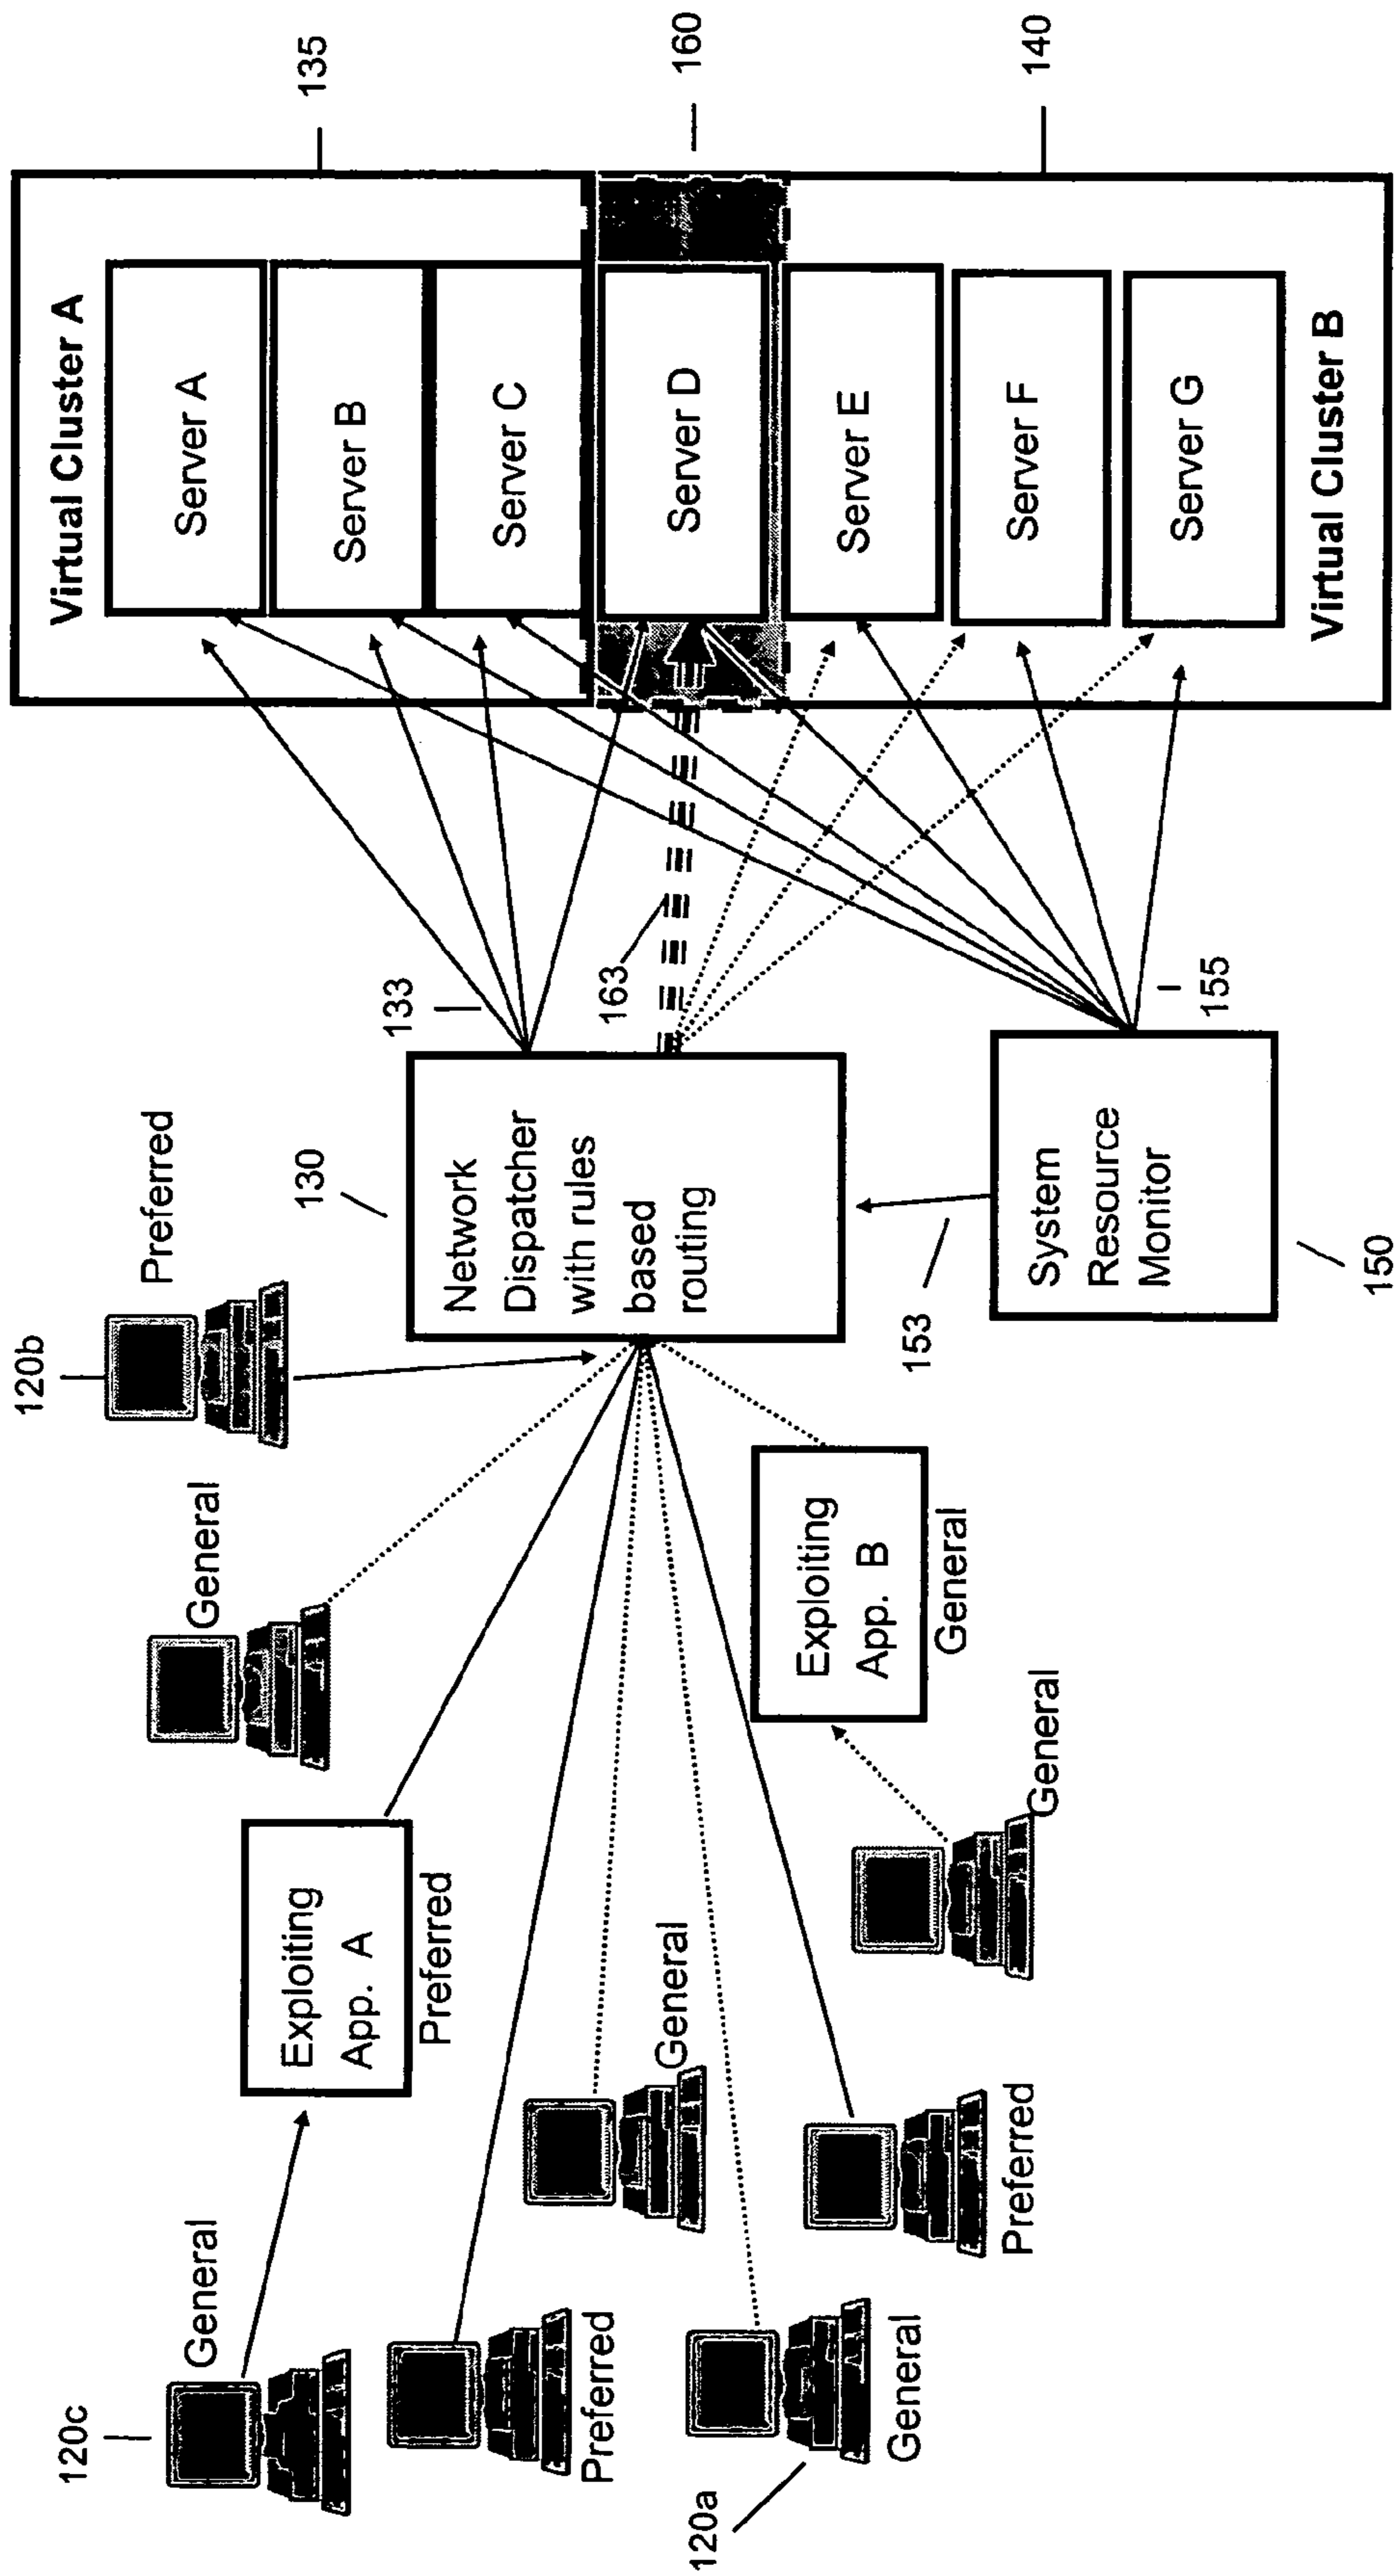 120c
General
Exploiting
App. A
Preferred
General
120b
Preferred
Preferred
General
120a
General
Preferred
General
Exploiting
App. B
General
130
Network
Dispatcher
with rules
based
routing
133
163
153
System
Resource
Monitor
150
155
Virtual Cluster A
Server A
Server B
Server C
Server D
Server E
Server F
Server G
Virtual Cluster B
135
160
140